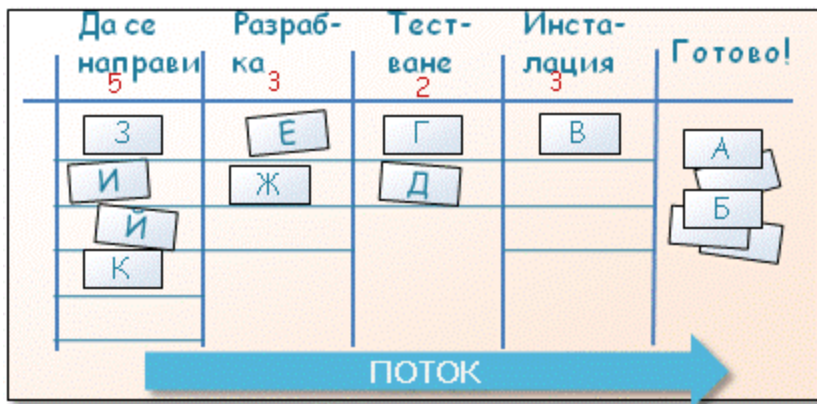 Да се направи
5
Разраб-
ка
3
Тест-
ване
2
Инста-
лация
3
Готово!
З
Е
Г
В
А
И
Ж
Д
Б
Й
К
ПОТОК